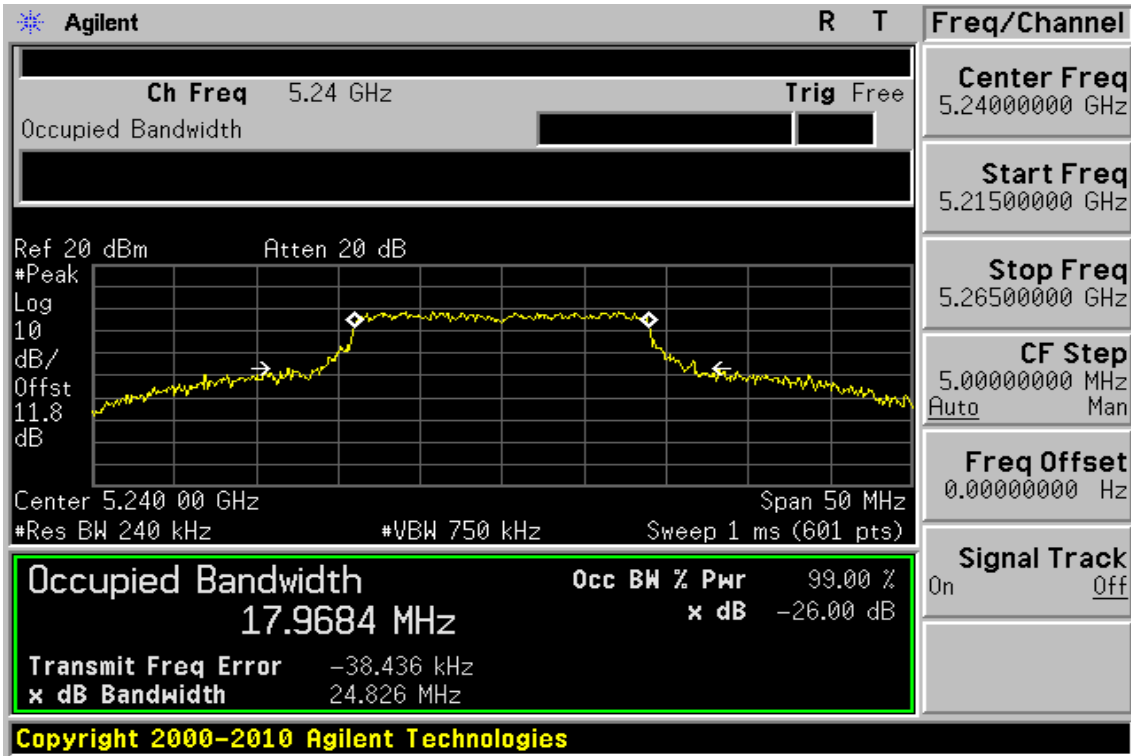 Agilent R T Freq/Channel
Ch Freq 5.24 GHz Trig Free
Occupied Bandwidth
Center Freq
5.24000000 GHz
Start Freq
5.21500000 GHz
Stop Freq
5.26500000 GHz
CF Step
5.00000000 MHz
Auto Man
Freq Offset
0.00000000 Hz
Signal Track
On Off
Ref 20 dBm Atten 20 dB
#Peak
Log
10
dB/
Offst
11.8
dB
Center 5.240 00 GHz Span 50 MHz
#Res BW 240 kHz #VBW 750 kHz Sweep 1 ms (601 pts)
Occupied Bandwidth Occ BW % Pwr 99.00 %
17.9684 MHz x dB -26.00 dB
Transmit Freq Error -38.436 kHz
x dB Bandwidth 24.826 MHz
Copyright 2000-2010 Agilent Technologies